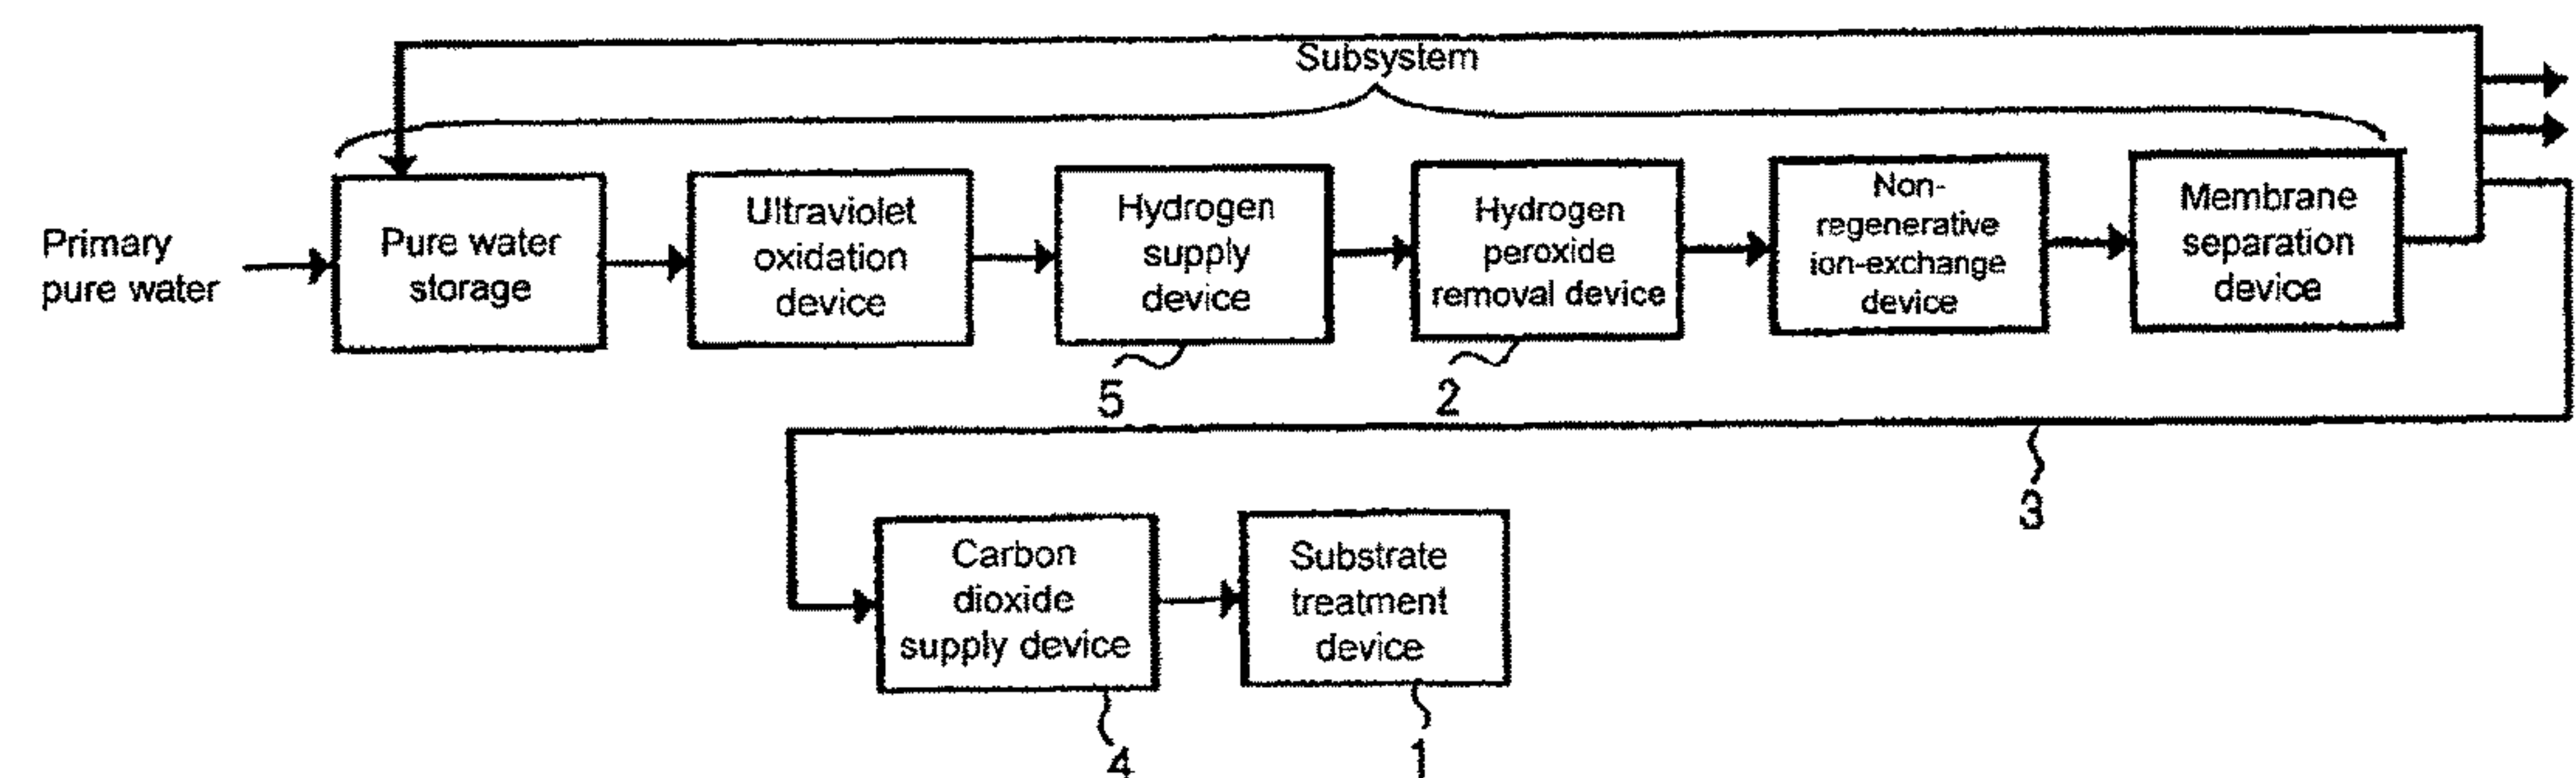 Subsystem
Primary
pure water
Pure water
storage
Ultraviolet
oxidation
device
Hydrogen
supply
device
Hydrogen
peroxide
removal device
Non-
regenerative
ion-exchange
device
Membrane
separation
device
5
2
3
Carbon
dioxide
supply device
Substrate
treatment
device
4
1